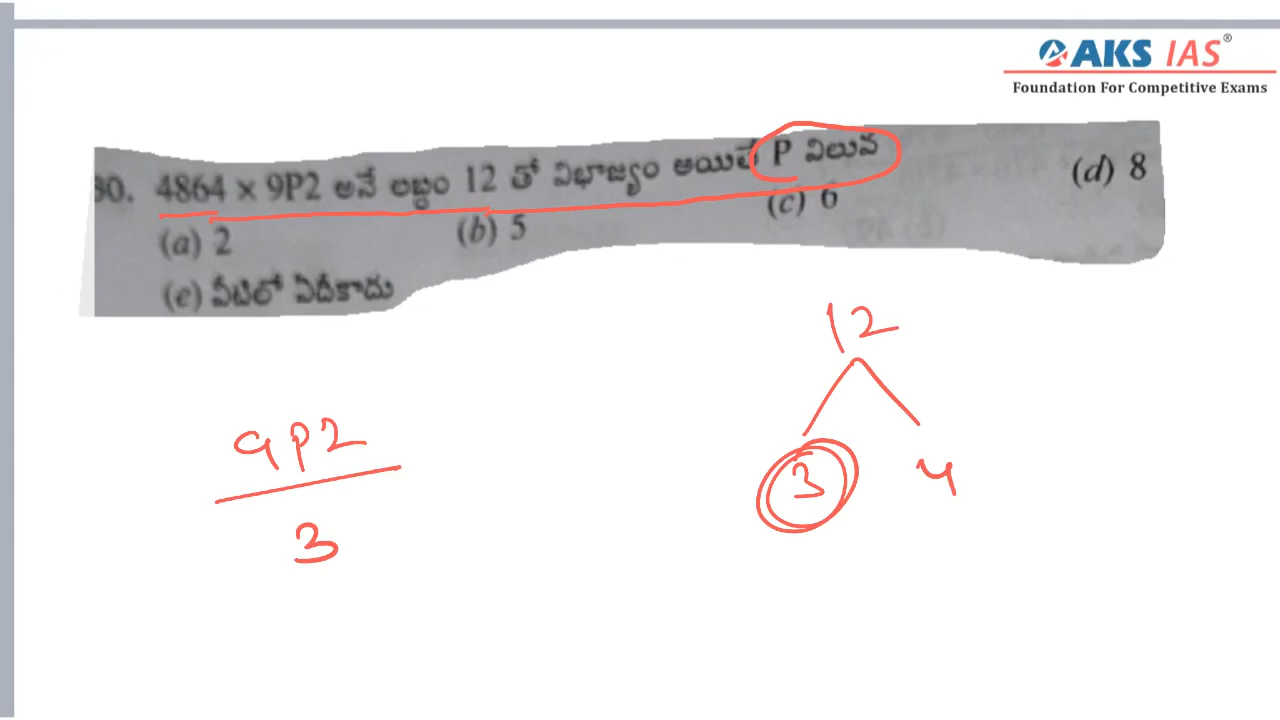 AKS IAS®
Foundation For Competitive Exams
30. 4864 × 9P2 అనే లబ్ధం 12 తో విభాజ్యం అయితే P విలువ
(a) 2 (b) 5 (c) 6 (d) 8
(e) వీటిలో ఏదీకాదు
12
3 4
9P2
3